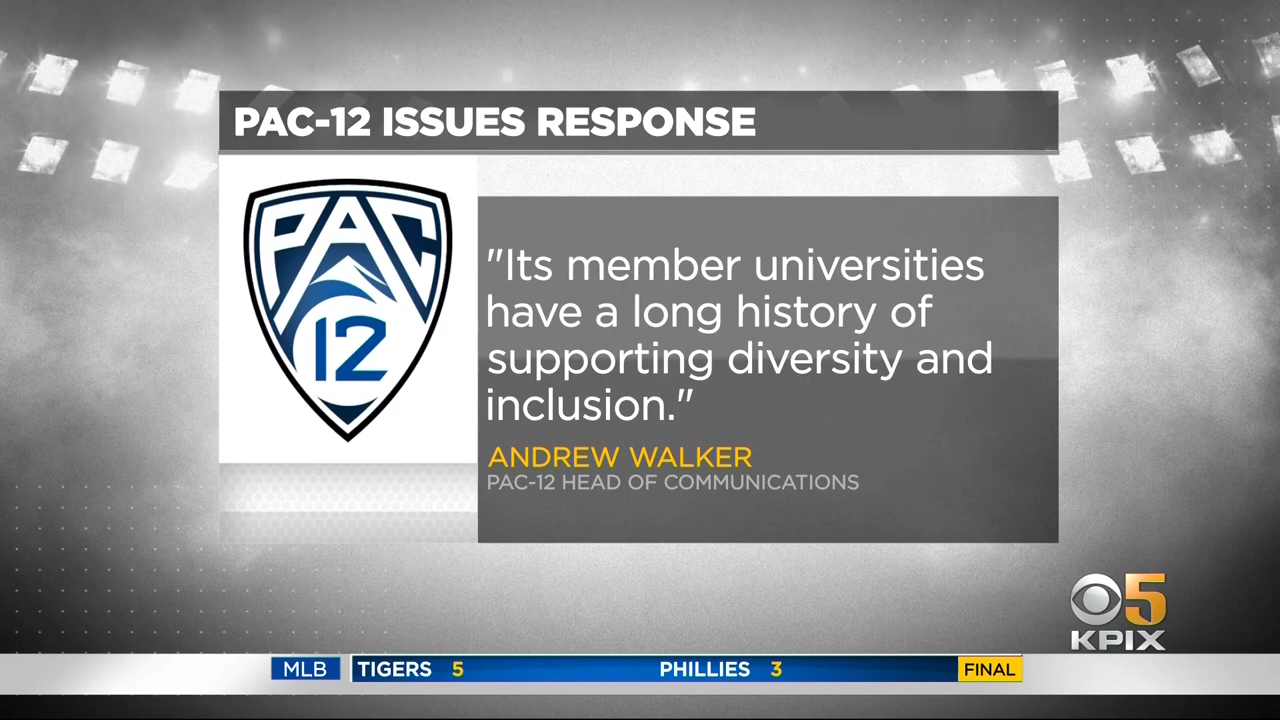 PAC-12 ISSUES RESPONSE
PAC
12
"Its member universities
have a long history of
supporting diversity and
inclusion."
ANDREW WALKER
PAC-12 HEAD OF COMMUNICATIONS
5
KPIX
MLB TIGERS 5 PHILLIES 3 FINAL